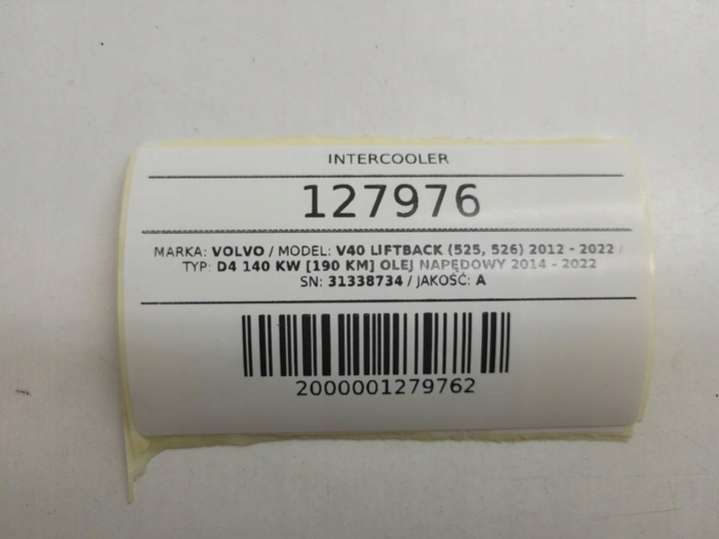 INTERCOOLER
127976
MARKA: VOLVO / MODEL: V40 LIFTBACK (525, 526) 2012 - 2022 /
TYP: D4 140 KW [190 KM] OLEJ NAPĘDOWY 2014 - 2022
SN: 31338734 / JAKOŚĆ: A
2000001279762